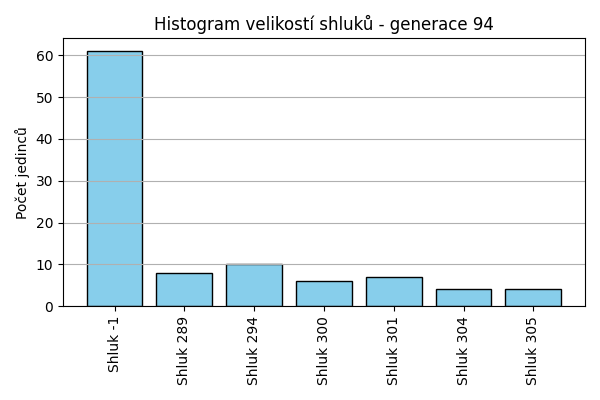 Histogram velikostí shluků - generace 94
Počet jedinců
60
50
40
30
20
10
0
Shluk -1
Shluk 289
Shluk 294
Shluk 300
Shluk 301
Shluk 304
Shluk 305